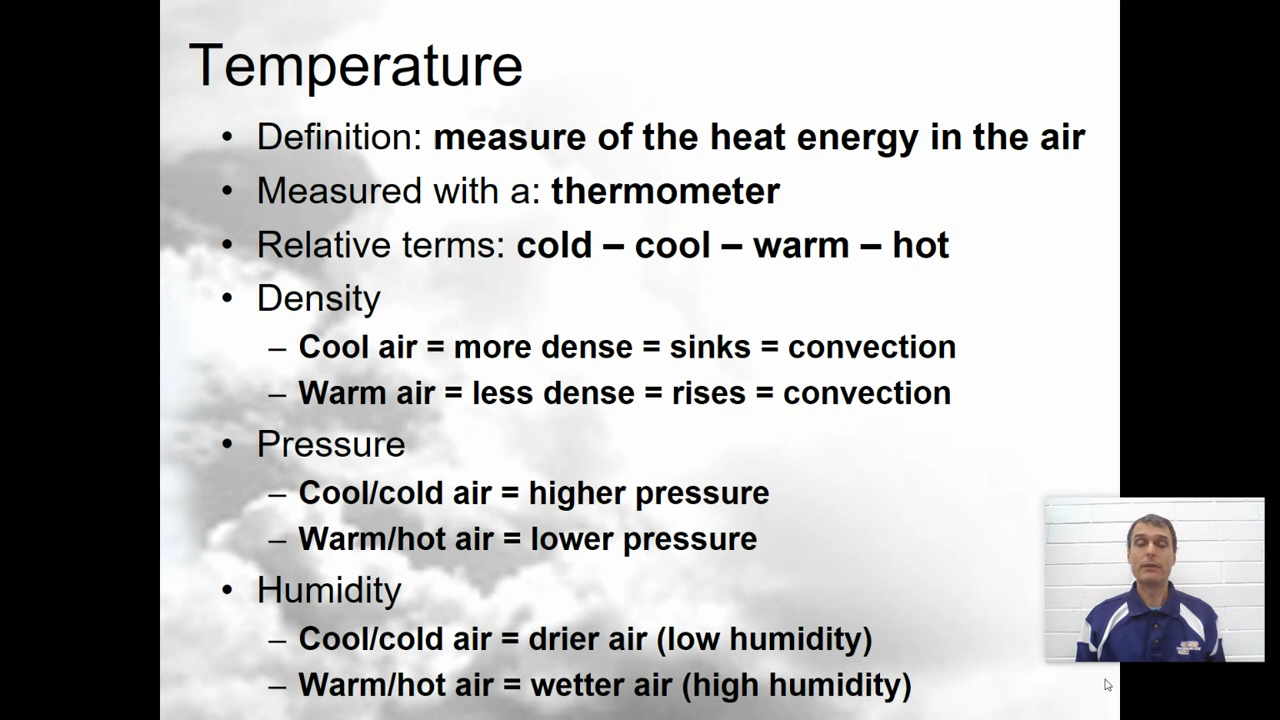 Temperature
• Definition: measure of the heat energy in the air
• Measured with a: thermometer
• Relative terms: cold – cool – warm – hot
• Density
– Cool air = more dense = sinks = convection
– Warm air = less dense = rises = convection
• Pressure
– Cool/cold air = higher pressure
– Warm/hot air = lower pressure
• Humidity
– Cool/cold air = drier air (low humidity)
– Warm/hot air = wetter air (high humidity)